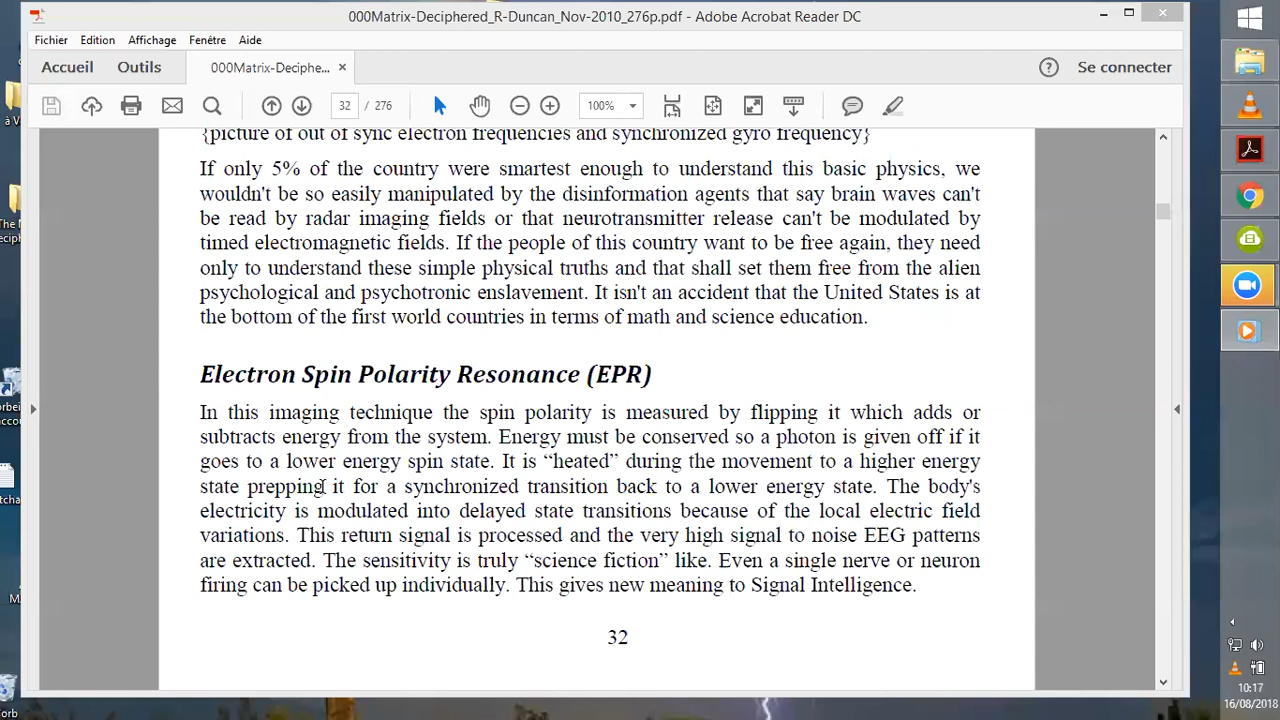 000Matrix-Deciphered_R-Duncan_Nov-2010_276p.pdf - Adobe Acrobat Reader DC
Fichier Edition Affichage Fenêtre Aide
Accueil Outils 000Matrix-Deciphe... × Se connecter
32 / 276 100%
{picture of out of sync electron frequencies and synchronized gyro frequency}
If only 5% of the country were smartest enough to understand this basic physics, we
wouldn't be so easily manipulated by the disinformation agents that say brain waves can't
be read by radar imaging fields or that neurotransmitter release can't be modulated by
timed electromagnetic fields. If the people of this country want to be free again, they need
only to understand these simple physical truths and that shall set them free from the alien
psychological and psychotronic enslavement. It isn't an accident that the United States is at
the bottom of the first world countries in terms of math and science education.
Electron Spin Polarity Resonance (EPR)
In this imaging technique the spin polarity is measured by flipping it which adds or
subtracts energy from the system. Energy must be conserved so a photon is given off if it
goes to a lower energy spin state. It is “heated” during the movement to a higher energy
state prepping it for a synchronized transition back to a lower energy state. The body's
electricity is modulated into delayed state transitions because of the local electric field
variations. This return signal is processed and the very high signal to noise EEG patterns
are extracted. The sensitivity is truly “science fiction” like. Even a single nerve or neuron
firing can be picked up individually. This gives new meaning to Signal Intelligence.
32
10:17
16/08/2018